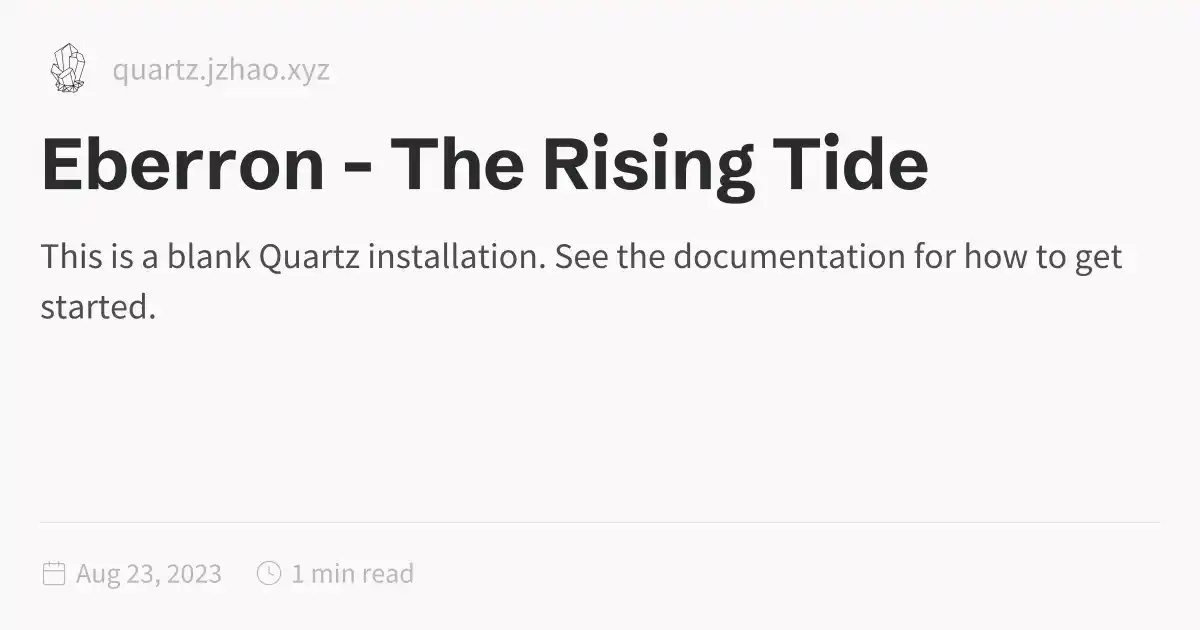 quartz.jzhao.xyz
Eberron - The Rising Tide
This is a blank Quartz installation. See the documentation for how to get
started.
Aug 23, 2023 1 min read